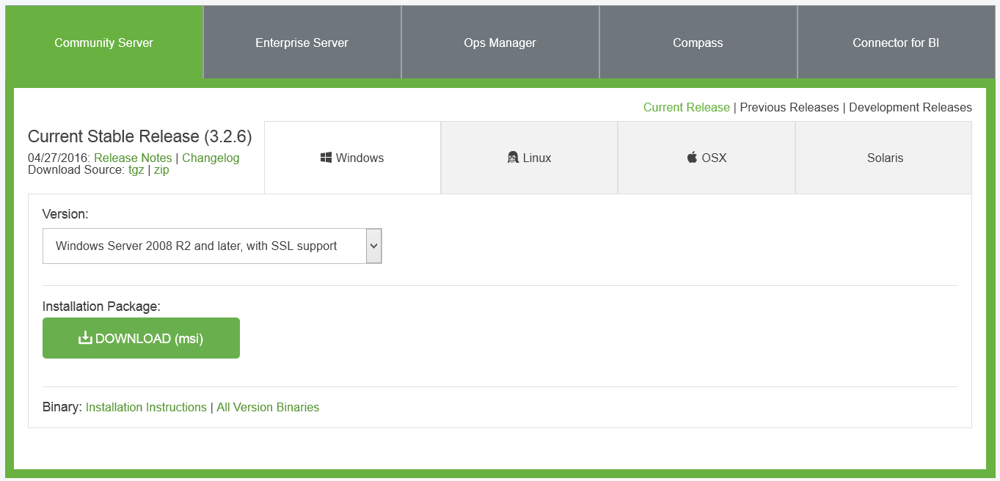 Community Server
Enterprise Server
Ops Manager
Compass
Connector for BI
Current Release | Previous Releases | Development Releases
Current Stable Release (3.2.6)
04/27/2016: Release Notes | Changelog
Download Source: tgz | zip
Windows
Linux
OSX
Solaris
Version:
Windows Server 2008 R2 and later, with SSL support
Installation Package:
DOWNLOAD (msi)
Binary: Installation Instructions | All Version Binaries